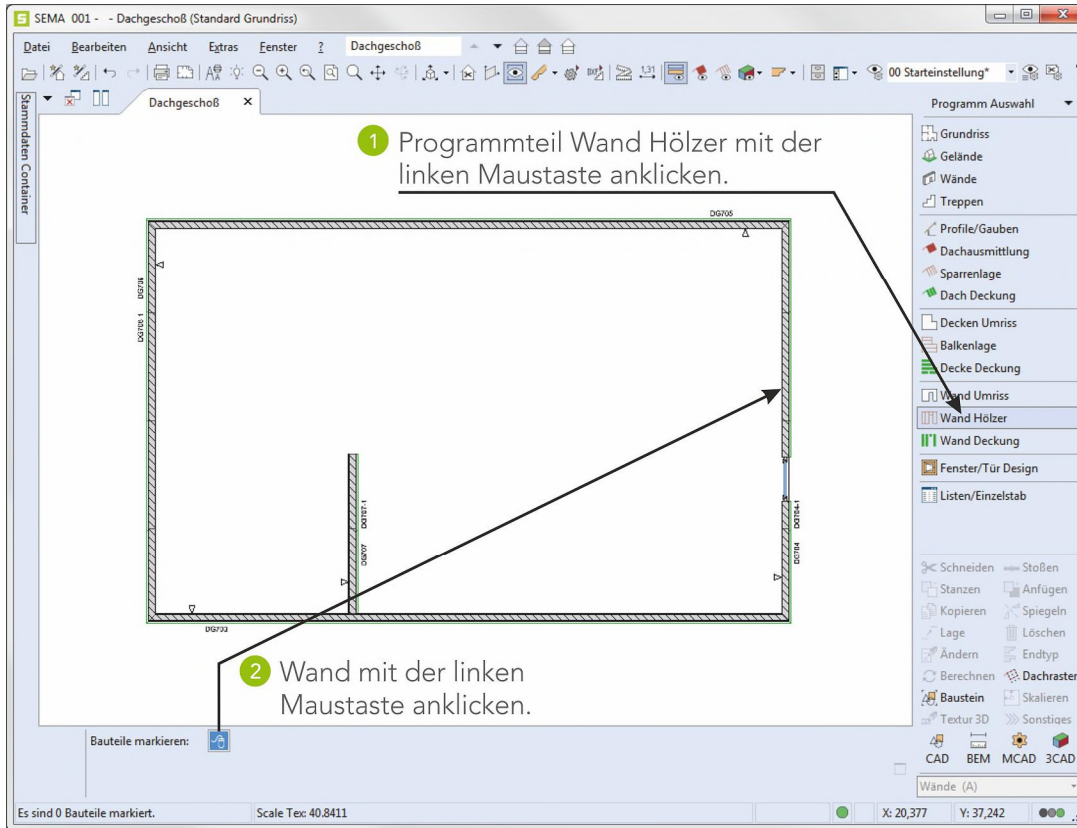 SEMA 001 - - Dachgeschoß (Standard Grundriss)
Datei Bearbeiten Ansicht Extras Fenster ? Dachgeschoß
00 Starteinstellung*
Stammdaten Container
Dachgeschoß X
Programm Auswahl
1 Programmteil Wand Hölzer mit der
linken Maustaste anklicken.
Grundriss
Gelände
Wände
Treppen
Profile/Gauben
Dachausmittlung
Sparrenlage
Dach Deckung
Decken Umriss
Balkenlage
Decke Deckung
Wand Umriss
Wand Hölzer
Wand Deckung
Fenster/Tür Design
Listen/Einzelstab
DG705
DG706-1
DG707-1
DG707
DG704-1
DG704
DG703
2 Wand mit der linken
Maustaste anklicken.
Schneiden Stoßen
Stanzen Anfügen
Kopieren Spiegeln
Lage Löschen
Ändern Endtyp
Berechnen Dachraster
Baustein Skalieren
Textur 3D Sonstiges
CAD BEM MCAD 3CAD
Bauteile markieren:
Wände (A)
Es sind 0 Bauteile markiert. Scale Tex: 40.8411 X: 20,377 Y: 37,242